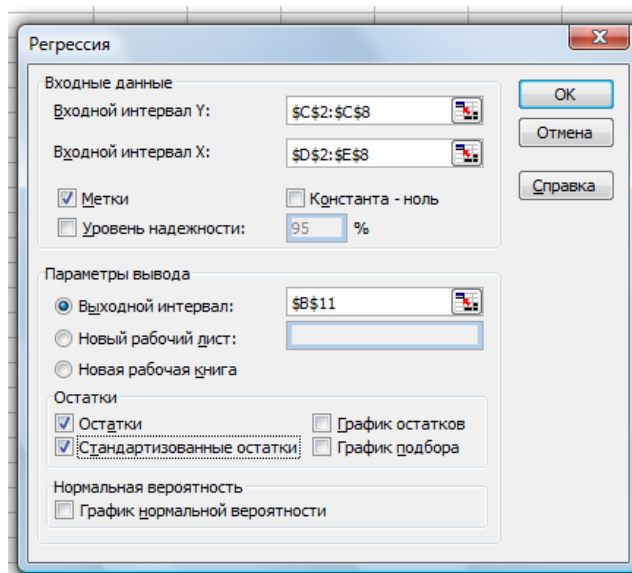 Регрессия
Входные данные
Входной интервал Y: $C$2:$C$8
Входной интервал X: $D$2:$E$8
Метки Константа - ноль
Уровень надежности: 95 %
OK
Отмена
Справка
Параметры вывода
Выходной интервал: $B$11
Новый рабочий лист:
Новая рабочая книга
Остатки
Остатки График остатков
Стандартизованные остатки График подбора
Нормальная вероятность
График нормальной вероятности